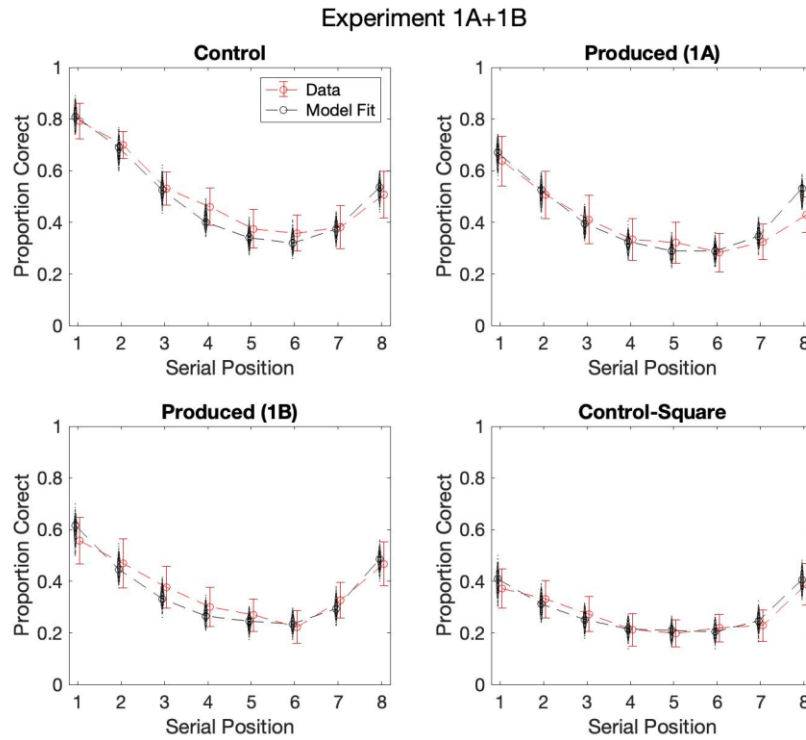 Experiment 1A+1B
Control
Proportion Corect
1
0.8
0.6
0.4
0.2
0
1 2 3 4 5 6 7 8
Serial Position
Data
Model Fit
Produced (1A)
Proportion Corect
1
0.8
0.6
0.4
0.2
0
1 2 3 4 5 6 7 8
Serial Position
Produced (1B)
Proportion Corect
1
0.8
0.6
0.4
0.2
0
1 2 3 4 5 6 7 8
Serial Position
Control-Square
Proportion Corect
1
0.8
0.6
0.4
0.2
0
1 2 3 4 5 6 7 8
Serial Position